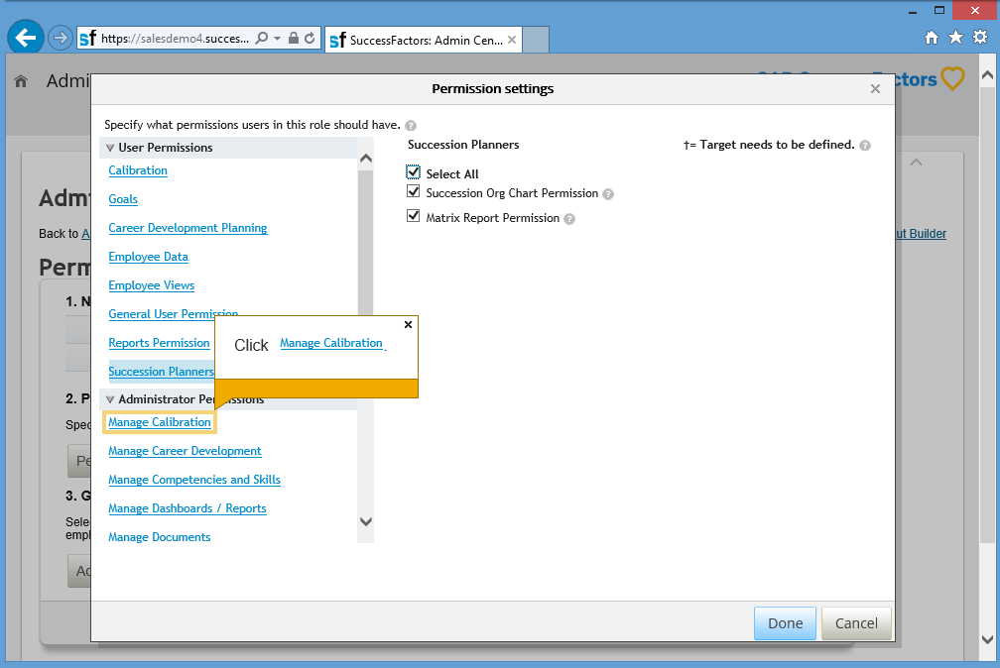 https://salesdemo4.succes...
SuccessFactors: Admin Cen...
Admi
ctors
Permission settings
Specify what permissions users in this role should have.
User Permissions
Calibration
Goals
Career Development Planning
Employee Data
Employee Views
General User Permission
Reports Permission
Succession Planners
Administrator Permissions
Manage Calibration
Manage Career Development
Manage Competencies and Skills
Manage Dashboards / Reports
Manage Documents
Succession Planners
†= Target needs to be defined.
Select All
Succession Org Chart Permission
Matrix Report Permission
Click Manage Calibration.
Adm
Back to A
ut Builder
Perm
1. N
2. P
Spec
Pe
3. G
Sele
empl
Ad
Done
Cancel